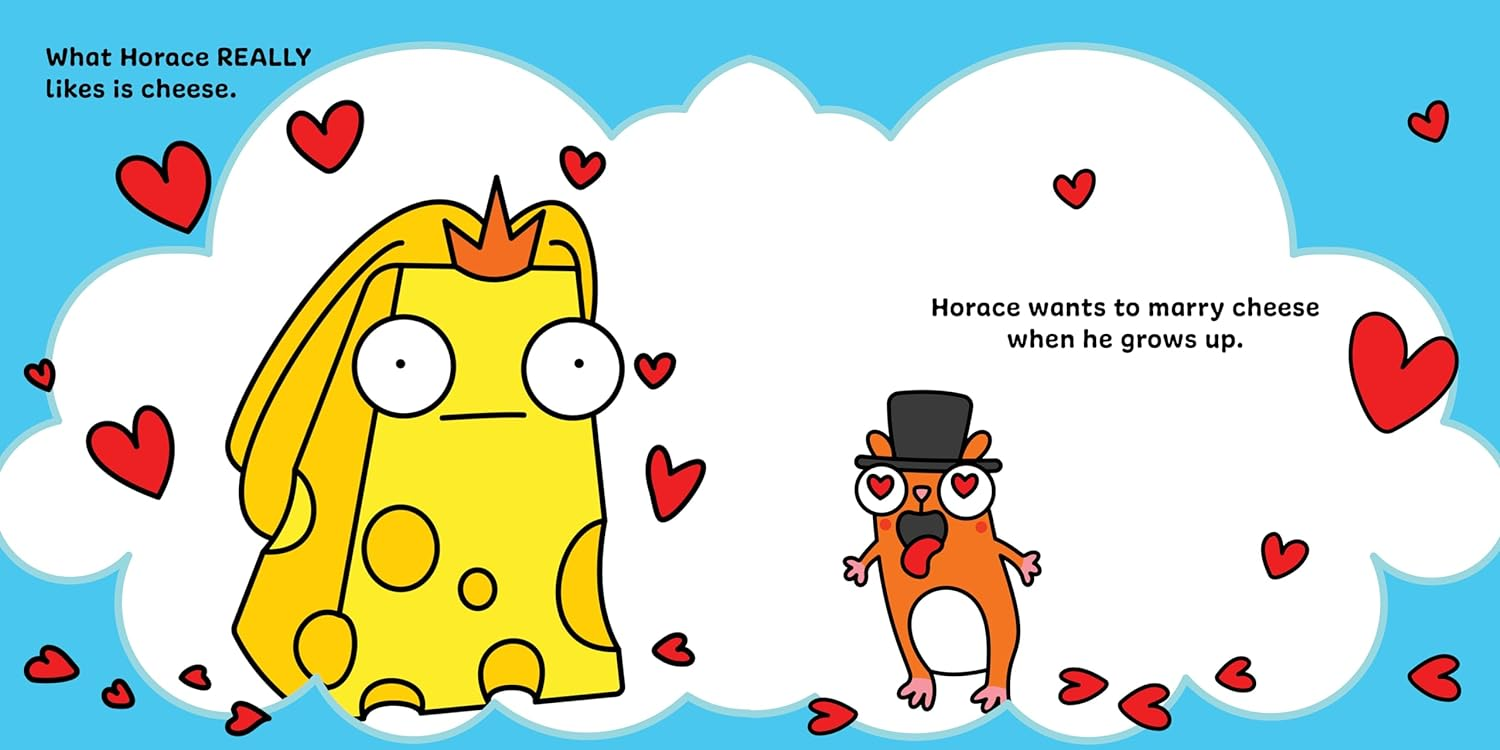 What Horace REALLY
likes is cheese.
Horace wants to marry cheese
when he grows up.